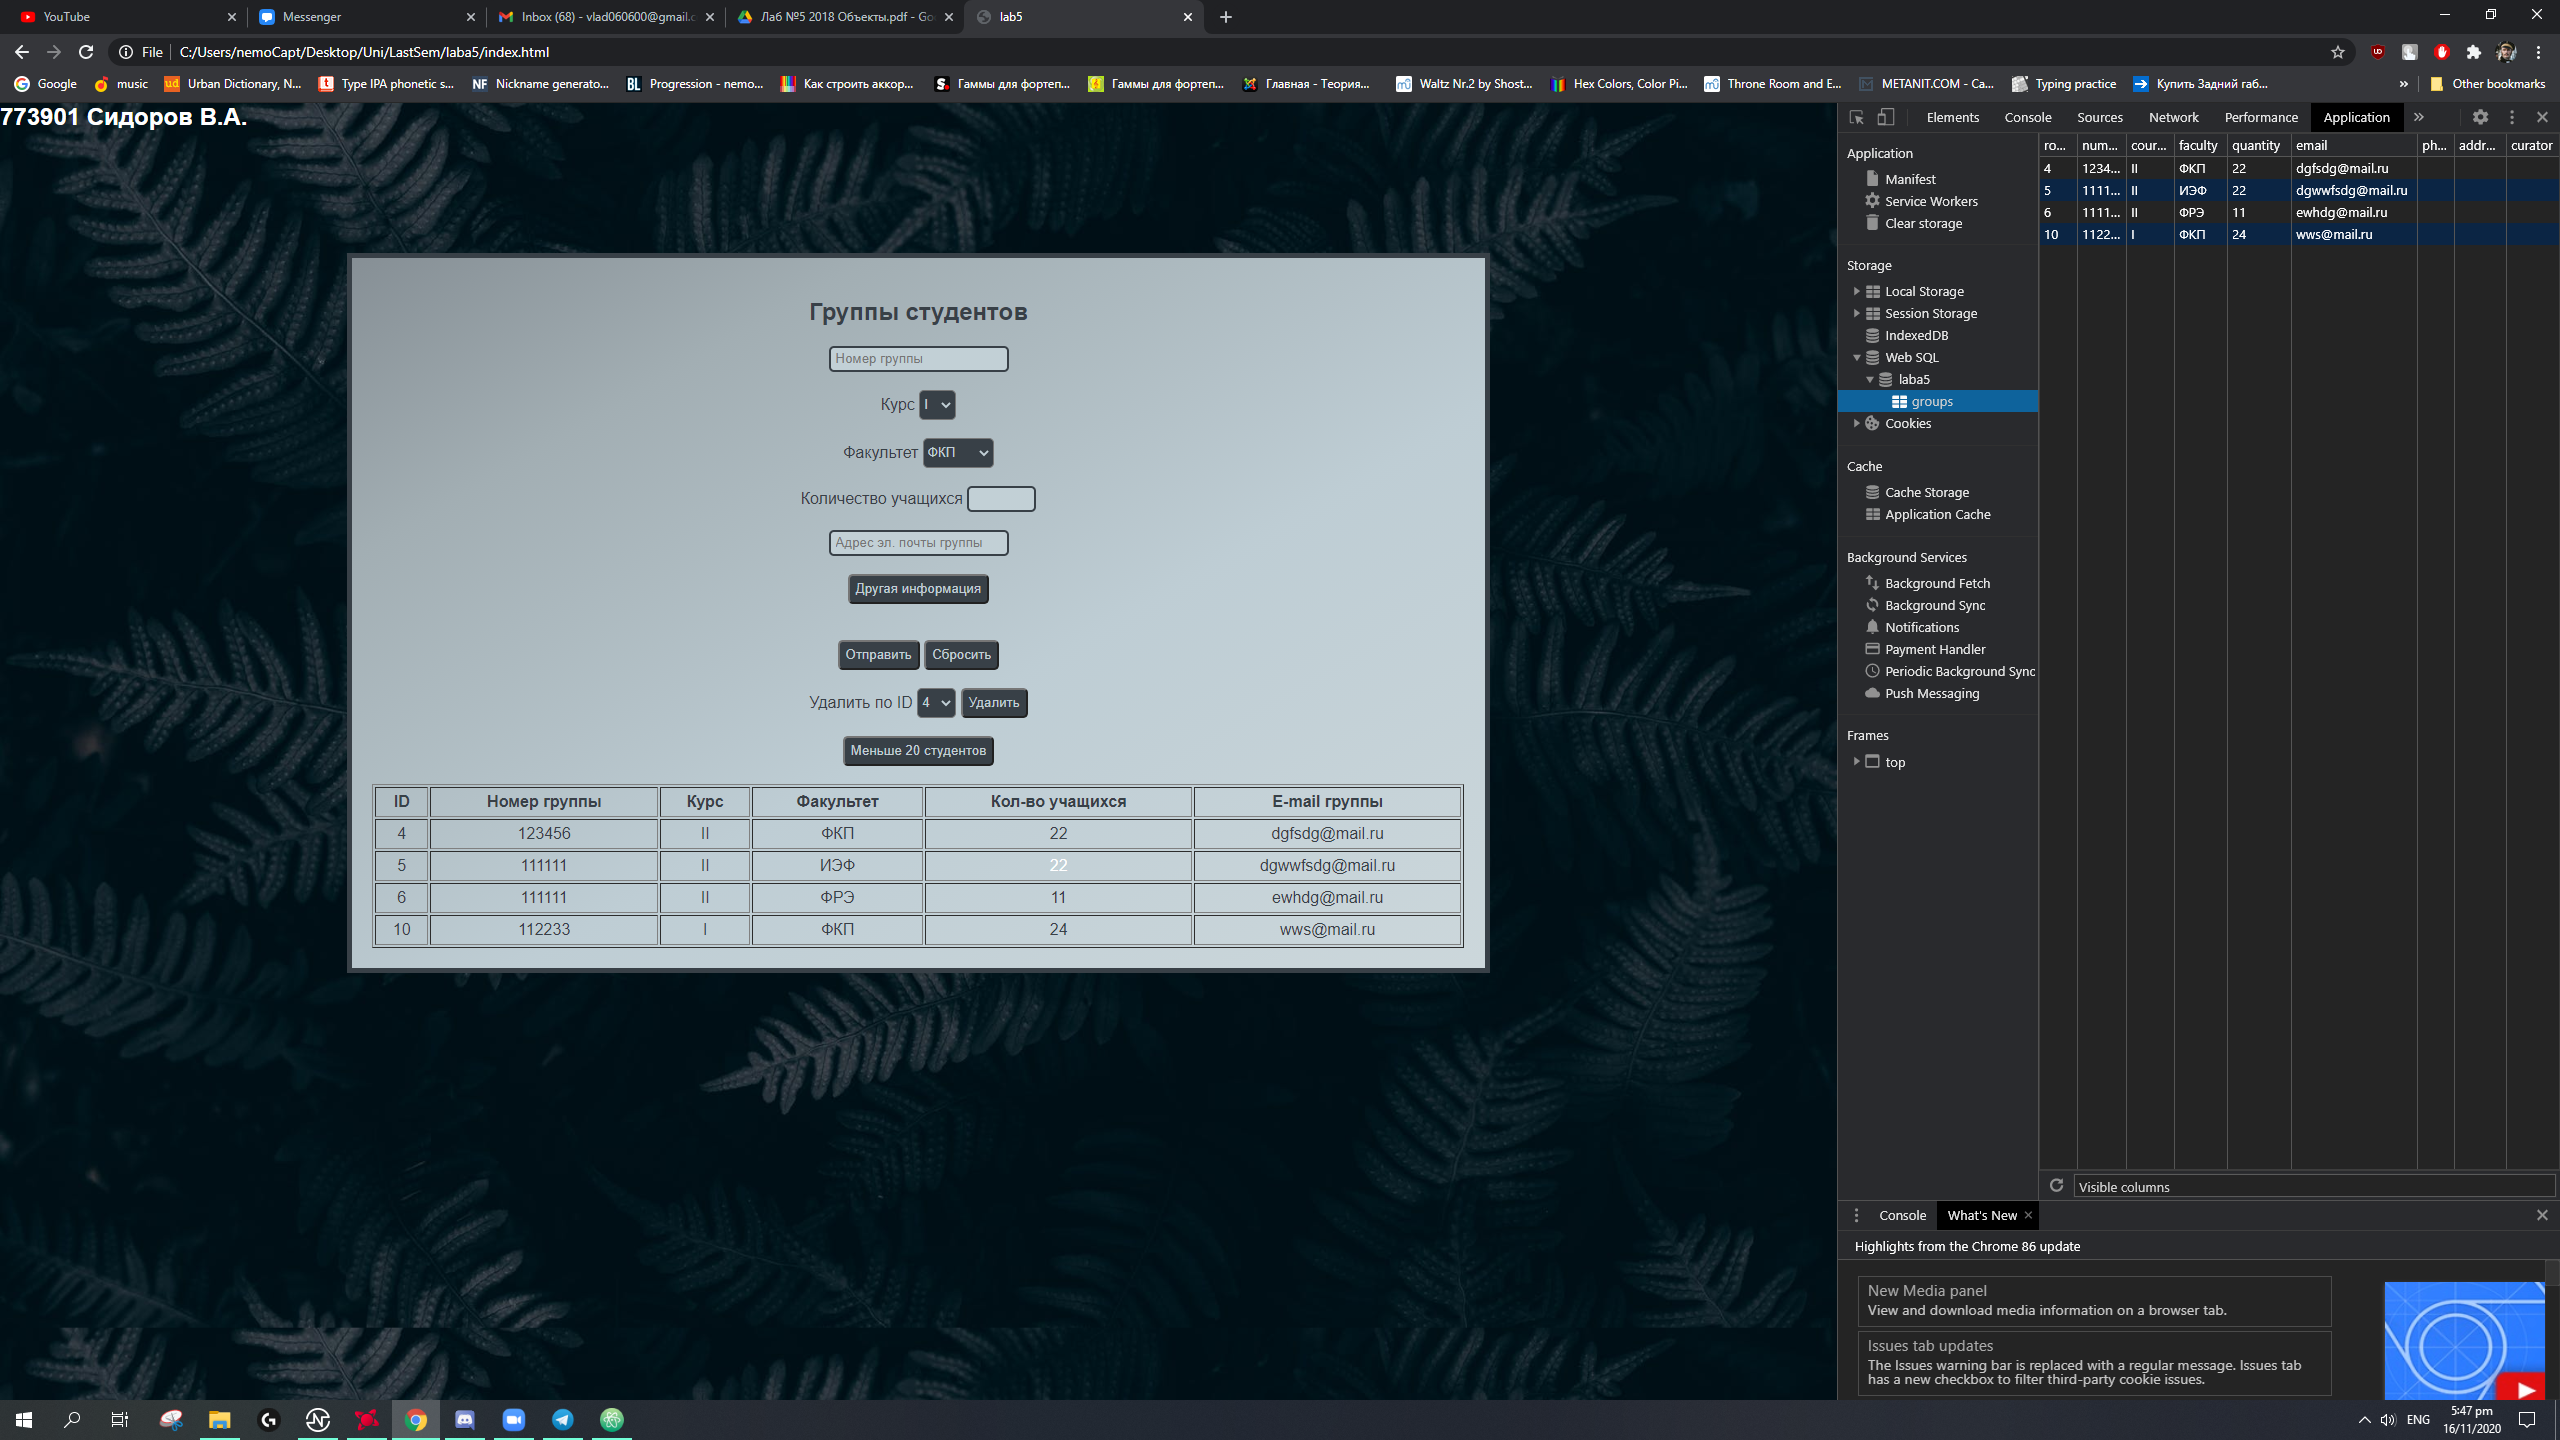 YouTube
Messenger
Inbox (68) - vlad060600@gmail.c
Лаб №5 2018 Объекты.pdf - Go
lab5
File
C:/Users/nemoCapt/Desktop/Uni/LastSem/laba5/index.html
Google
music
Urban Dictionary, N...
Type IPA phonetic s...
NF Nickname generato...
BL Progression - nemo...
Как строить аккор...
Гаммы для фортеп...
Гаммы для фортеп...
Главная - Теория...
Waltz Nr.2 by Shost...
Hex Colors, Color Pi...
Throne Room and E...
METANIT.COM - Ca...
Typing practice
Купить Задний габ...
»
Other bookmarks
773901 Сидоров В.А.
Группы студентов
Номер группы
Курс I
Факультет ФКП
Количество учащихся
Адрес эл. почты группы
Другая информация
Отправить Сбросить
Удалить по ID 4 Удалить
Меньше 20 студентов
ID Номер группы Курс Факультет Кол-во учащихся E-mail группы
4 123456 II ФКП 22 dgfsdg@mail.ru
5 111111 II ИЭФ 22 dgwwfsdg@mail.ru
6 111111 II ФРЭ 11 ewhdg@mail.ru
10 112233 I ФКП 24 wws@mail.ru
Elements Console Sources Network Performance Application »
Application
Manifest
Service Workers
Clear storage
Storage
Local Storage
Session Storage
IndexedDB
Web SQL
laba5
groups
Cookies
Cache
Cache Storage
Application Cache
Background Services
Background Fetch
Background Sync
Notifications
Payment Handler
Periodic Background Sync
Push Messaging
Frames
top
ro... num... cour... faculty quantity email ph... addr... curator
4 1234... II ФКП 22 dgfsdg@mail.ru
5 1111... II ИЭФ 22 dgwwfsdg@mail.ru
6 1111... II ФРЭ 11 ewhdg@mail.ru
10 1122... I ФКП 24 wws@mail.ru
Visible columns
Console What's New
Highlights from the Chrome 86 update
New Media panel
View and download media information on a browser tab.
Issues tab updates
The Issues warning bar is replaced with a regular message. Issues tab
has a new checkbox to filter third-party cookie issues.
ENG
5:47 pm
16/11/2020